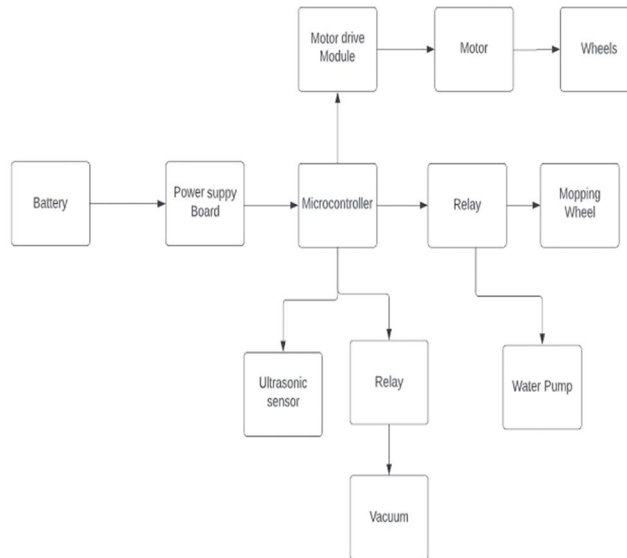 Motor drive
Module
Motor
Wheels
Battery
Power suppy
Board
Microcontroller
Relay
Mopping
Wheel
Ultrasonic
sensor
Relay
Water Pump
Vacuum